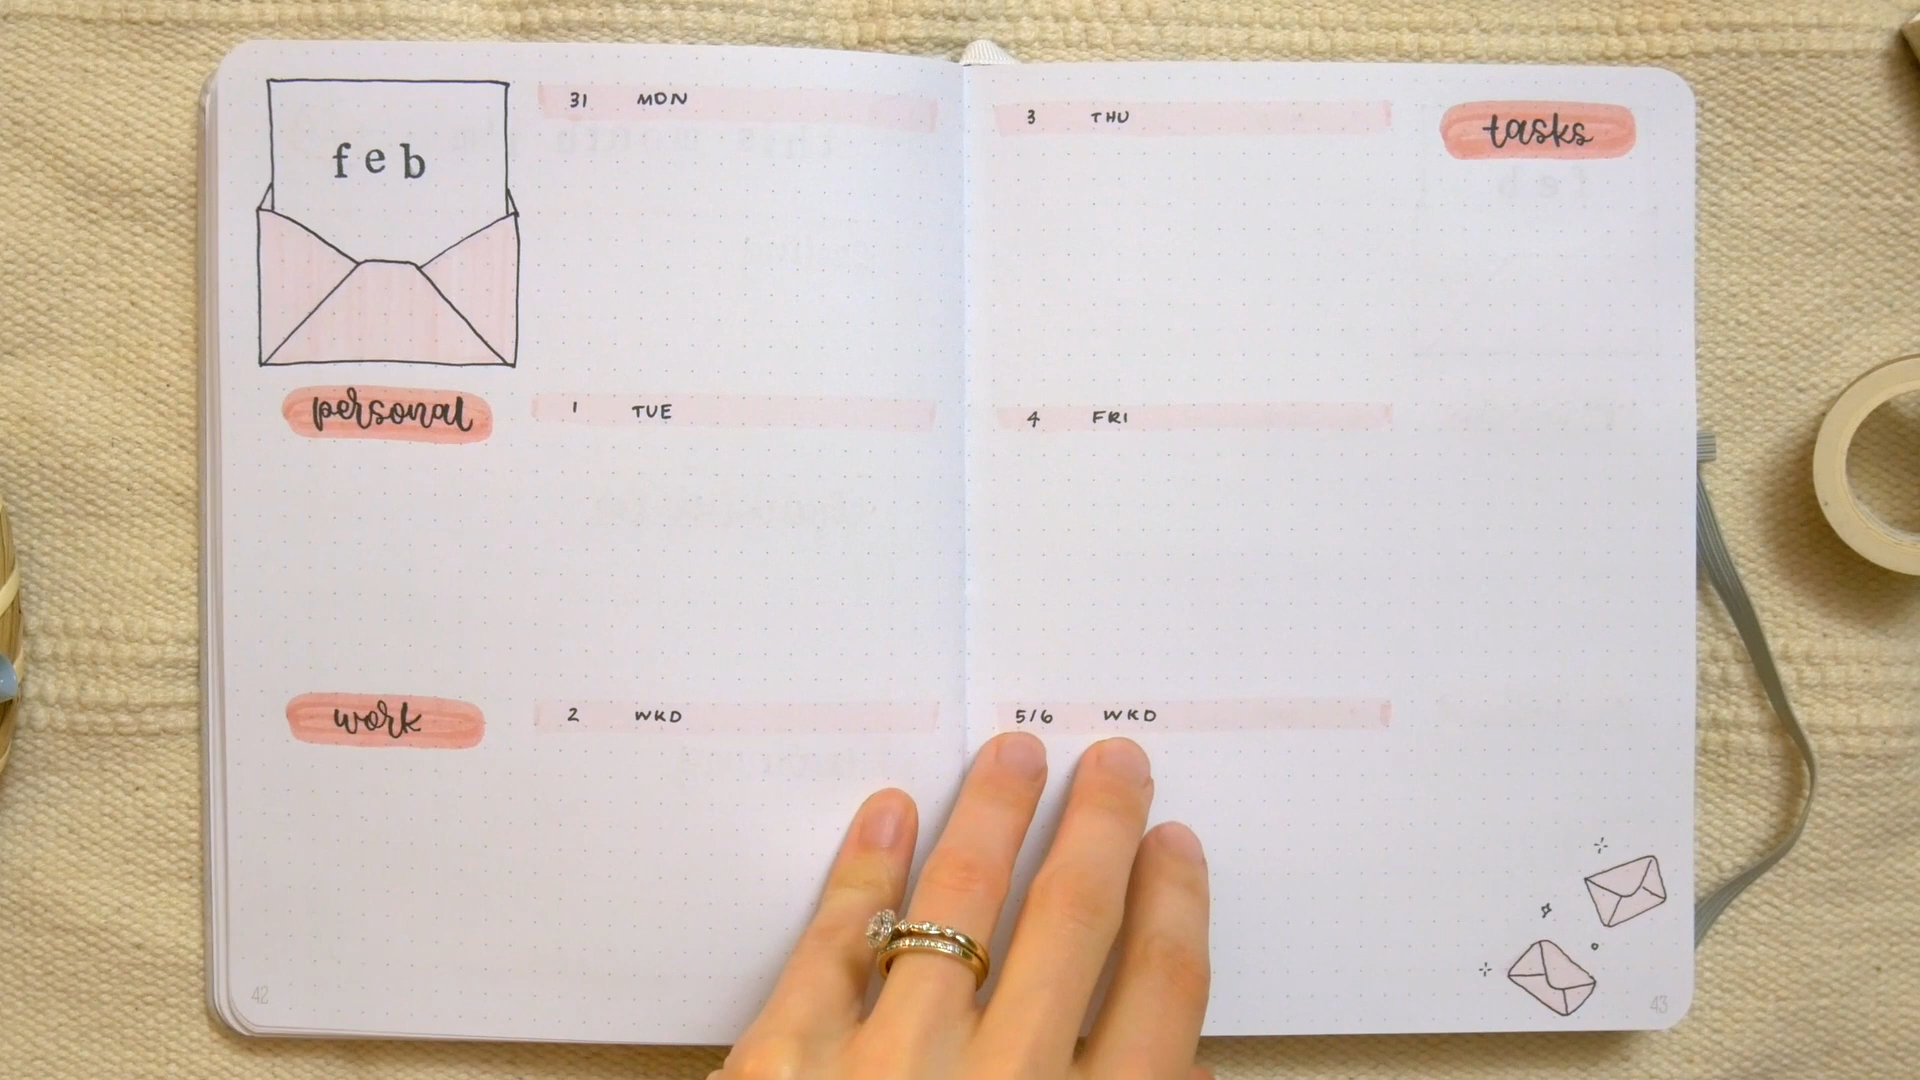 feb
31 MON
personal
1 TUE
work
2 WKD
42
3 THU
tasks
4 FRI
5/6 WKD
43